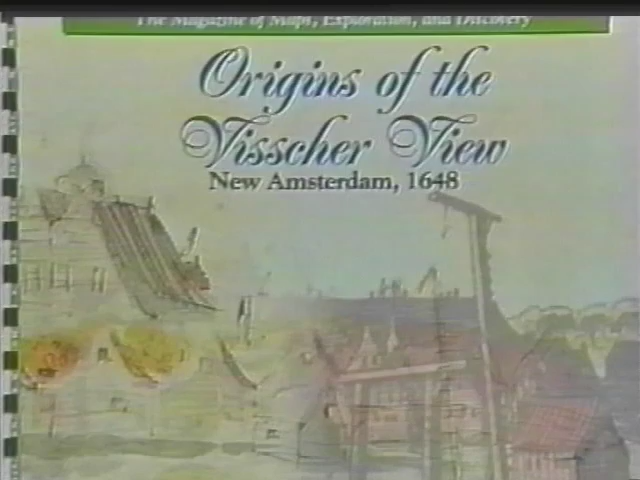 The Magazine of Maps, Exploration, and Discovery
Origins of the
Visscher View
New Amsterdam, 1648